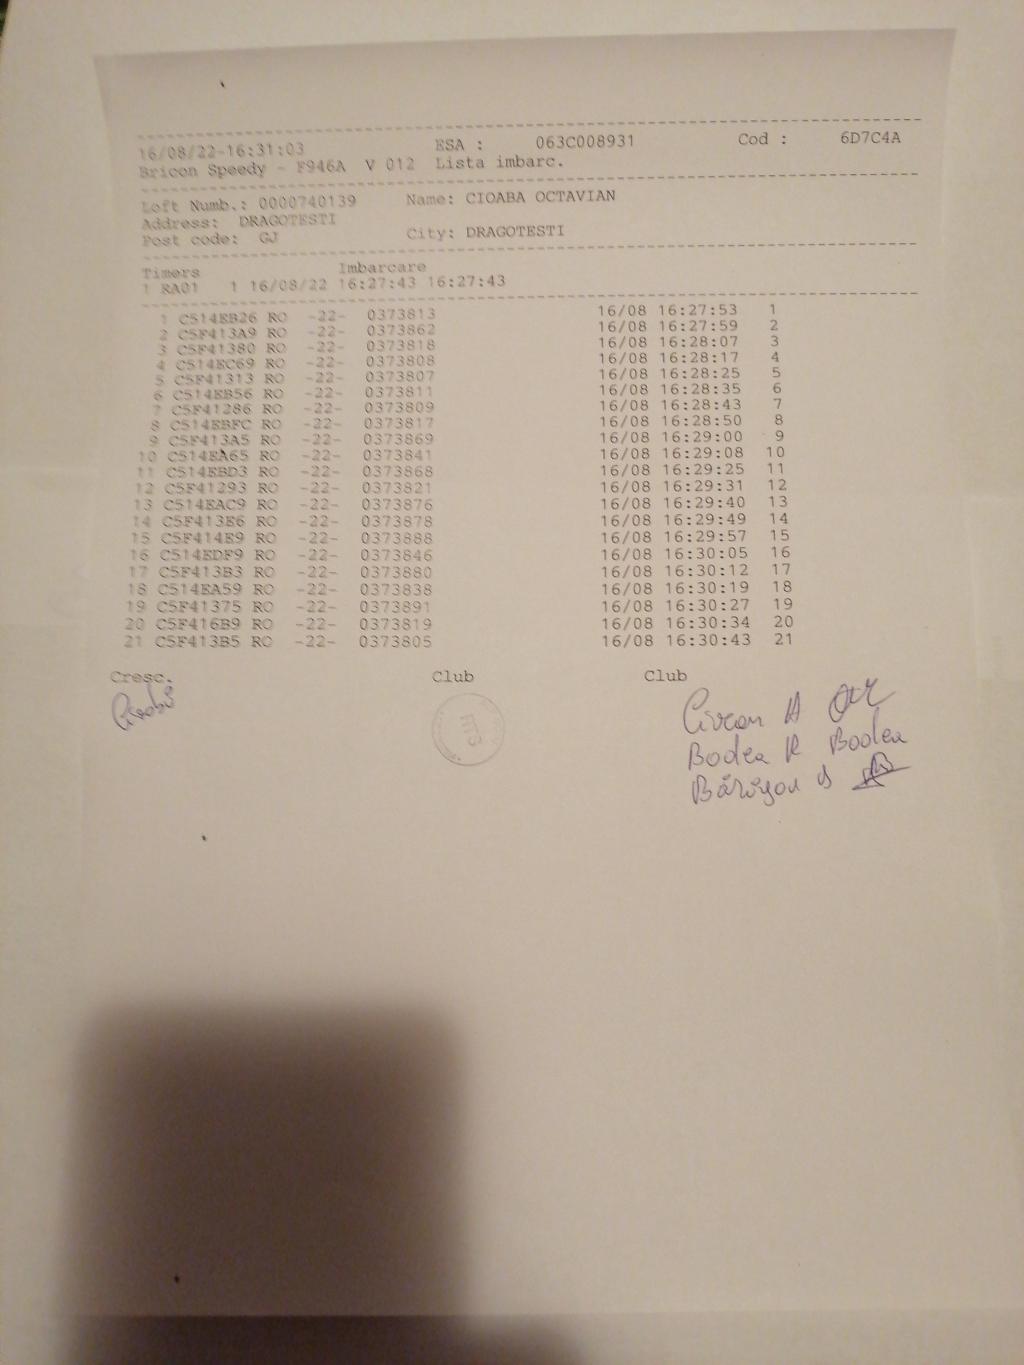 16/08/22-16:31:03 ESA : 063C008931 Cod : 6D7C4A
Bricon Speedy - F946A V 012 Lista imbarc.
Loft Numb.: 0000740139 Name: CIOABA OCTAVIAN
Address: DRAGOTESTI
Post code: GJ City: DRAGOTESTI
Timers Imbarcare
1 RA01 1 16/08/22 16:27:43 16:27:43
1 C514EB26 RO -22- 0373813 16/08 16:27:53 1
2 C5F413A9 RO -22- 0373862 16/08 16:27:59 2
3 C5F41380 RO -22- 0373818 16/08 16:28:07 3
4 C514EC69 RO -22- 0373808 16/08 16:28:17 4
5 C5F41313 RO -22- 0373807 16/08 16:28:25 5
6 C514EB56 RO -22- 0373811 16/08 16:28:35 6
7 C5F41286 RO -22- 0373809 16/08 16:28:43 7
8 C514EBFC RO -22- 0373817 16/08 16:28:50 8
9 C5F413A5 RO -22- 0373869 16/08 16:29:00 9
10 C514EA65 RO -22- 0373841 16/08 16:29:08 10
11 C514EBD3 RO -22- 0373868 16/08 16:29:25 11
12 C5F41293 RO -22- 0373821 16/08 16:29:31 12
13 C514EAC9 RO -22- 0373876 16/08 16:29:40 13
14 C5F413E6 RO -22- 0373878 16/08 16:29:49 14
15 C5F414E9 RO -22- 0373888 16/08 16:29:57 15
16 C514EDF9 RO -22- 0373846 16/08 16:30:05 16
17 C5F413B3 RO -22- 0373880 16/08 16:30:12 17
18 C514EA59 RO -22- 0373838 16/08 16:30:19 18
19 C5F41375 RO -22- 0373891 16/08 16:30:27 19
20 C5F416B9 RO -22- 0373819 16/08 16:30:34 20
21 C5F413B5 RO -22- 0373805 16/08 16:30:43 21
Cresc. Club Club
Bodea R Bodea